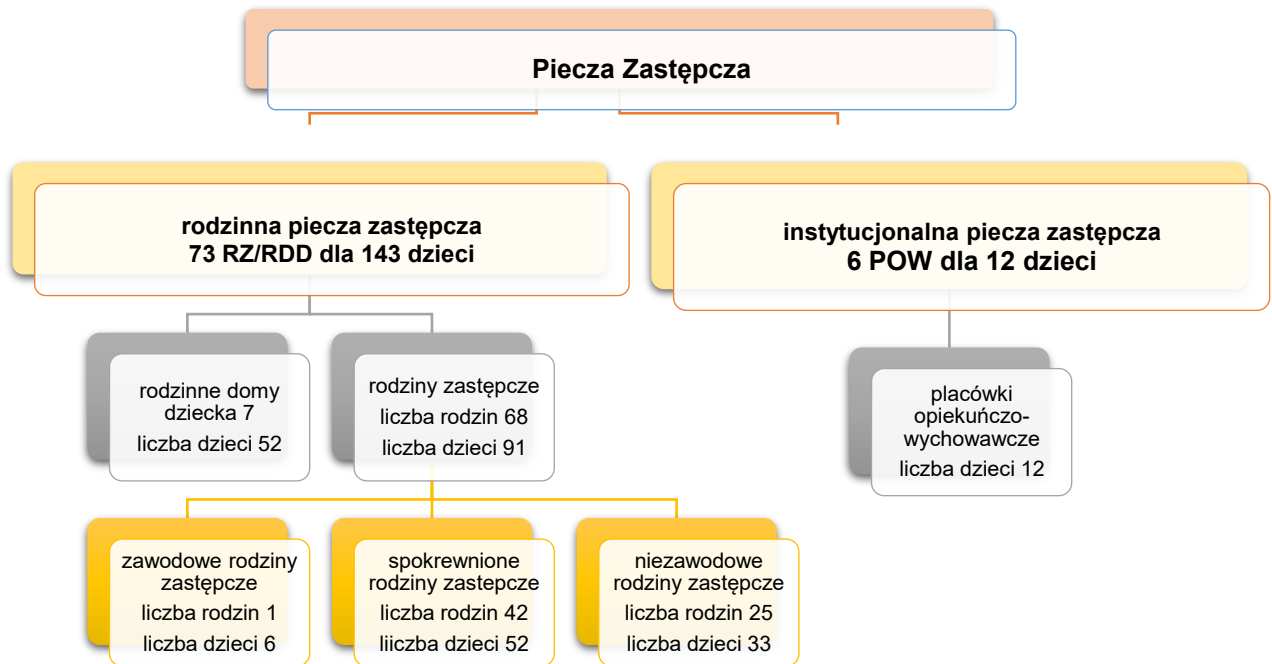 Piecza Zastępcza
rodzinna piecza zastępcza
73 RZ/RDD dla 143 dzieci
instytucjonalna piecza zastępcza
6 POW dla 12 dzieci
rodzinne domy
dziecka 7
liczba dzieci 52
rodziny zastępcze
liczba rodzin 68
liczba dzieci 91
placówki
opiekuńczo-
wychowawcze
liczba dzieci 12
zawodowe rodziny
zastępcze
liczba rodzin 1
liczba dzieci 6
spokrewnione
rodziny zastepcze
liczba rodzin 42
liiczba dzieci 52
niezawodowe
rodziny zastępcze
liczba rodzin 25
liczba dzieci 33